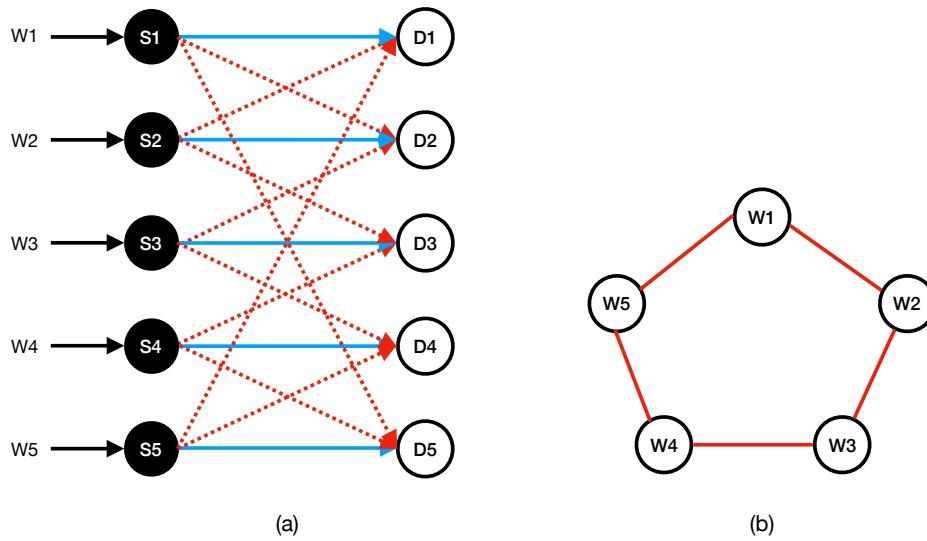 W1 S1 D1
W2 S2 D2
W3 S3 D3
W4 S4 D4
W5 S5 D5
(a)
W1
W5 W2
W4 W3
(b)